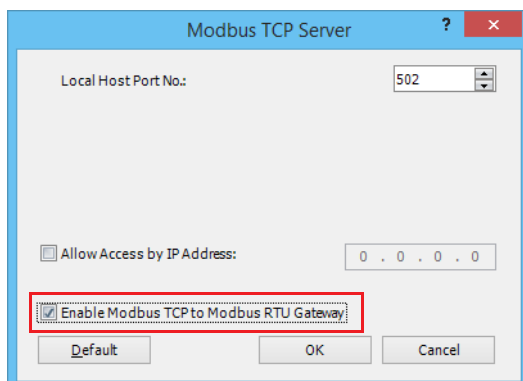 Modbus TCP Server ? ×
Local Host Port No.: 502
Allow Access by IP Address: 0 . 0 . 0 . 0
Enable Modbus TCP to Modbus RTU Gateway
Default OK Cancel